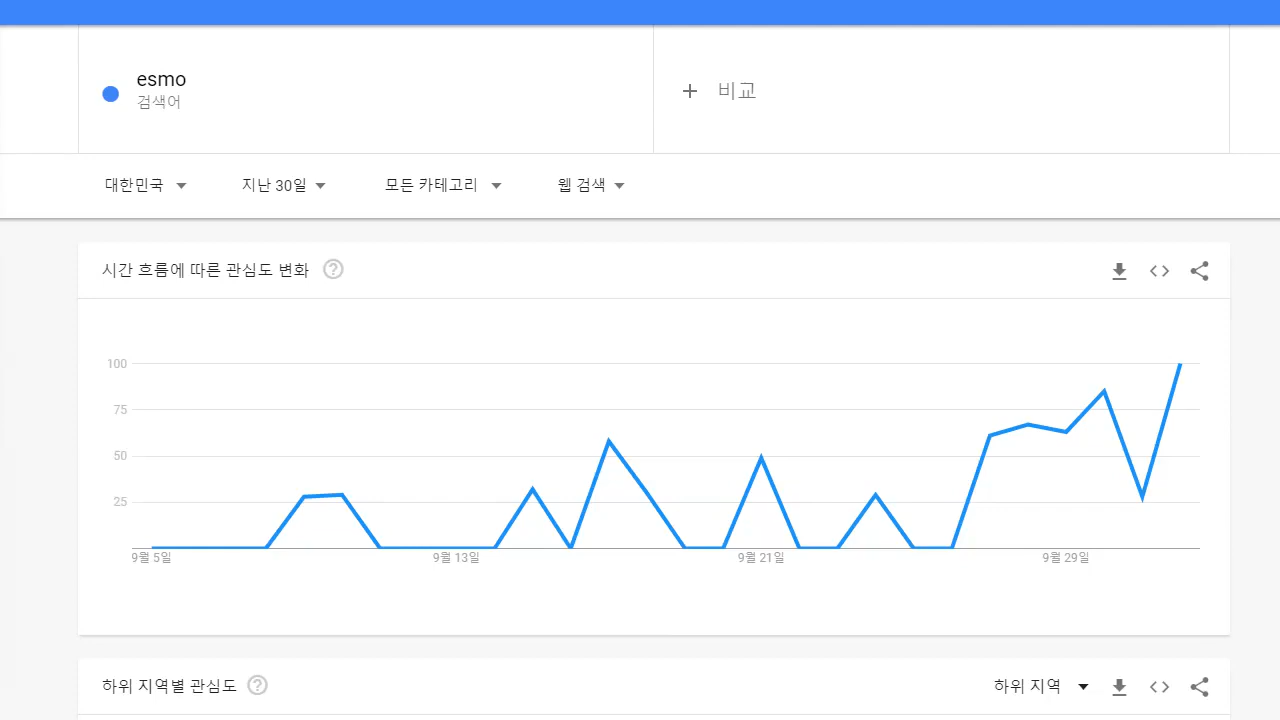 esmo
검색어
+ 비교
대한민국
지난 30일
모든 카테고리
웹 검색
시간 흐름에 따른 관심도 변화 ?
100
75
50
25
9월 5일
9월 13일
9월 21일
9월 29일
하위 지역별 관심도 ?
하위 지역